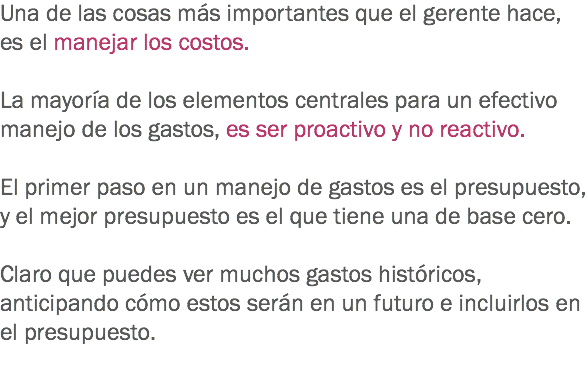 Una de las cosas más importantes que el gerente hace,
es el manejar los costos.
La mayoría de los elementos centrales para un efectivo
manejo de los gastos, es ser proactivo y no reactivo.
El primer paso en un manejo de gastos es el presupuesto,
y el mejor presupuesto es el que tiene una de base cero.
Claro que puedes ver muchos gastos históricos,
anticipando cómo estos serán en un futuro e incluirlos en
el presupuesto.